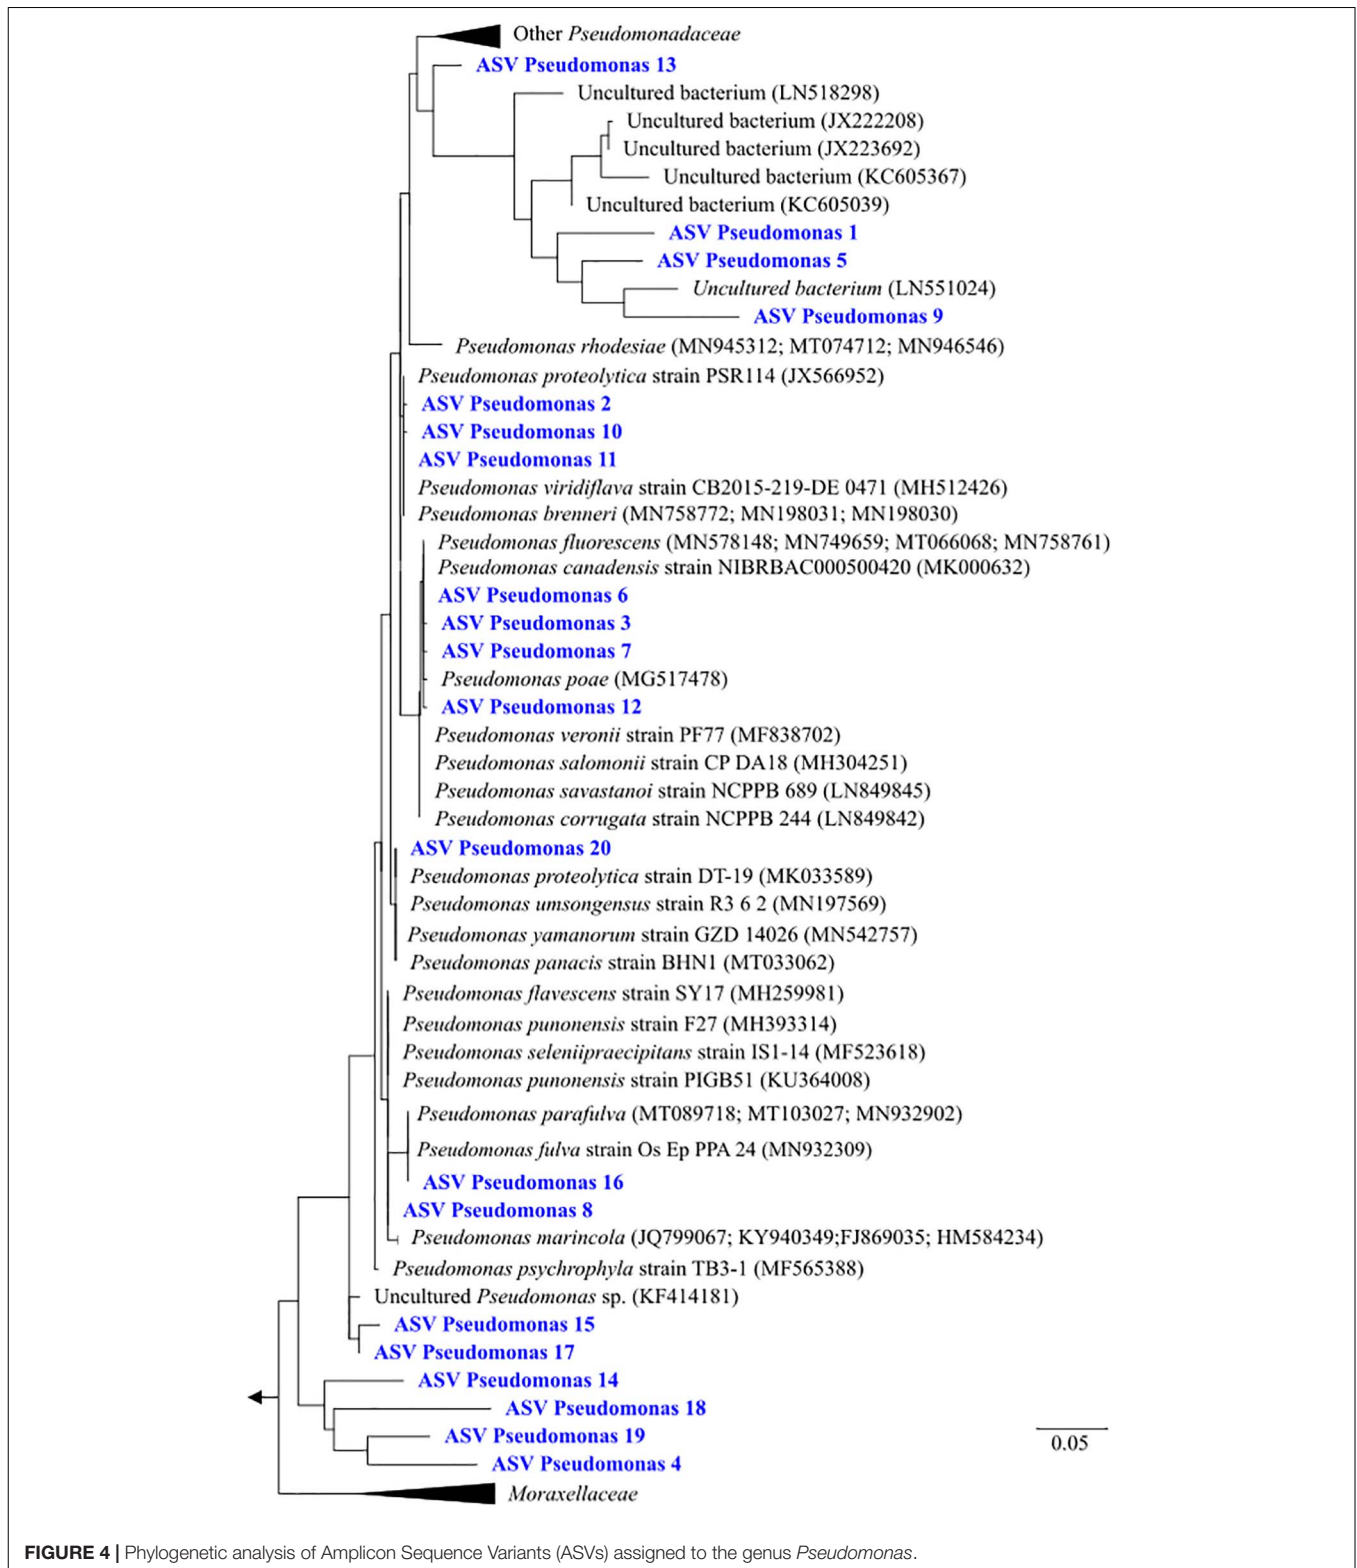 Other Pseudomonadaceae
ASV Pseudomonas 13
Uncultured bacterium (LN518298)
Uncultured bacterium (JX222208)
Uncultured bacterium (JX223692)
Uncultured bacterium (KC605367)
Uncultured bacterium (KC605039)
ASV Pseudomonas 1
ASV Pseudomonas 5
Uncultured bacterium (LN551024)
ASV Pseudomonas 9
Pseudomonas rhodesiae (MN945312; MT074712; MN946546)
Pseudomonas proteolytica strain PSR114 (JX566952)
ASV Pseudomonas 2
ASV Pseudomonas 10
ASV Pseudomonas 11
Pseudomonas viridiflava strain CB2015-219-DE 0471 (MH512426)
Pseudomonas brenneri (MN758772; MN198031; MN198030)
Pseudomonas fluorescens (MN578148; MN749659; MT066068; MN758761)
Pseudomonas canadensis strain NIBRBAC000500420 (MK000632)
ASV Pseudomonas 6
ASV Pseudomonas 3
ASV Pseudomonas 7
Pseudomonas poae (MG517478)
ASV Pseudomonas 12
Pseudomonas veronii strain PF77 (MF838702)
Pseudomonas salomonii strain CP DA18 (MH304251)
Pseudomonas savastanoi strain NCPPB 689 (LN849845)
Pseudomonas corrugata strain NCPPB 244 (LN849842)
ASV Pseudomonas 20
Pseudomonas proteolytica strain DT-19 (MK033589)
Pseudomonas umsongensus strain R3 6 2 (MN197569)
Pseudomonas yamanorum strain GZD 14026 (MN542757)
Pseudomonas panacis strain BHN1 (MT033062)
Pseudomonas flavescens strain SY17 (MH259981)
Pseudomonas punonensis strain F27 (MH393314)
Pseudomonas seleniipraecipitans strain IS1-14 (MF523618)
Pseudomonas punonensis strain PIGB51 (KU364008)
Pseudomonas parafulva (MT089718; MT103027; MN932902)
Pseudomonas fulva strain Os Ep PPA 24 (MN932309)
ASV Pseudomonas 16
ASV Pseudomonas 8
Pseudomonas marincola (JQ799067; KY940349;FJ869035; HM584234)
Pseudomonas psychrophyla strain TB3-1 (MF565388)
Uncultured Pseudomonas sp. (KF414181)
ASV Pseudomonas 15
ASV Pseudomonas 17
ASV Pseudomonas 14
ASV Pseudomonas 18
ASV Pseudomonas 19
0.05
ASV Pseudomonas 4
Moraxellaceae
FIGURE 4 | Phylogenetic analysis of Amplicon Sequence Variants (ASVs) assigned to the genus Pseudomonas.